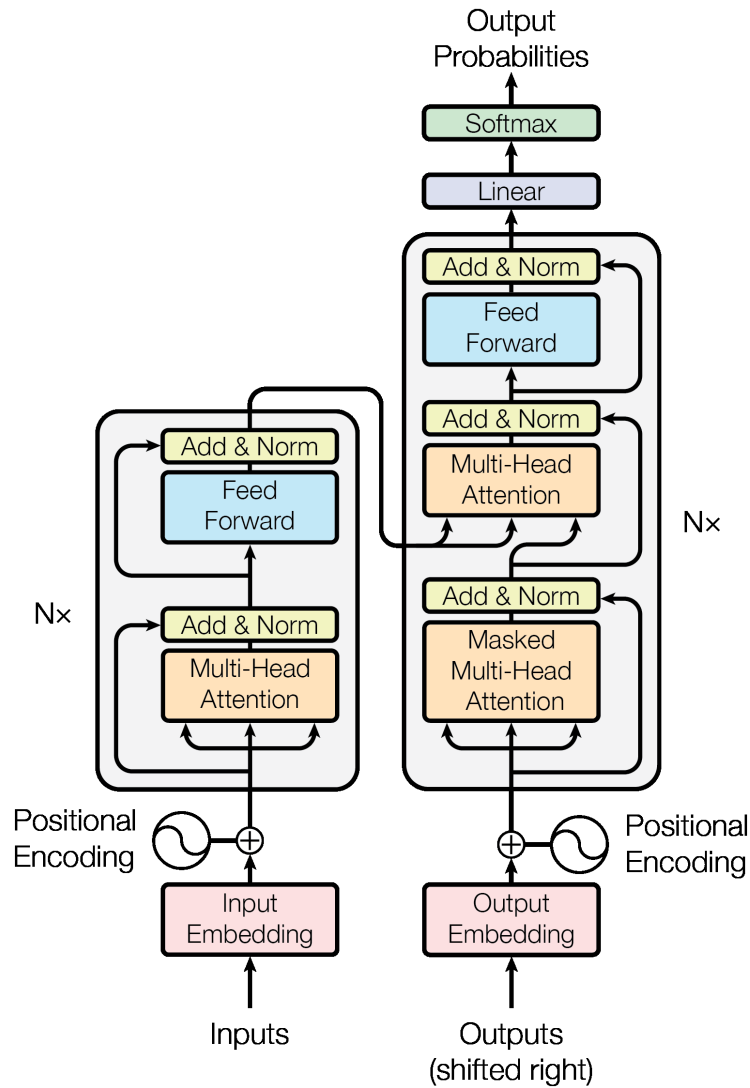 Output
Probabilities
Softmax
Linear
Add & Norm
Feed
Forward
Add & Norm
Multi-Head
Attention
Add & Norm
Masked
Multi-Head
Attention
Nx
Add & Norm
Feed
Forward
Add & Norm
Multi-Head
Attention
Nx
Positional
Encoding
Positional
Encoding
Input
Embedding
Output
Embedding
Inputs
Outputs
(shifted right)